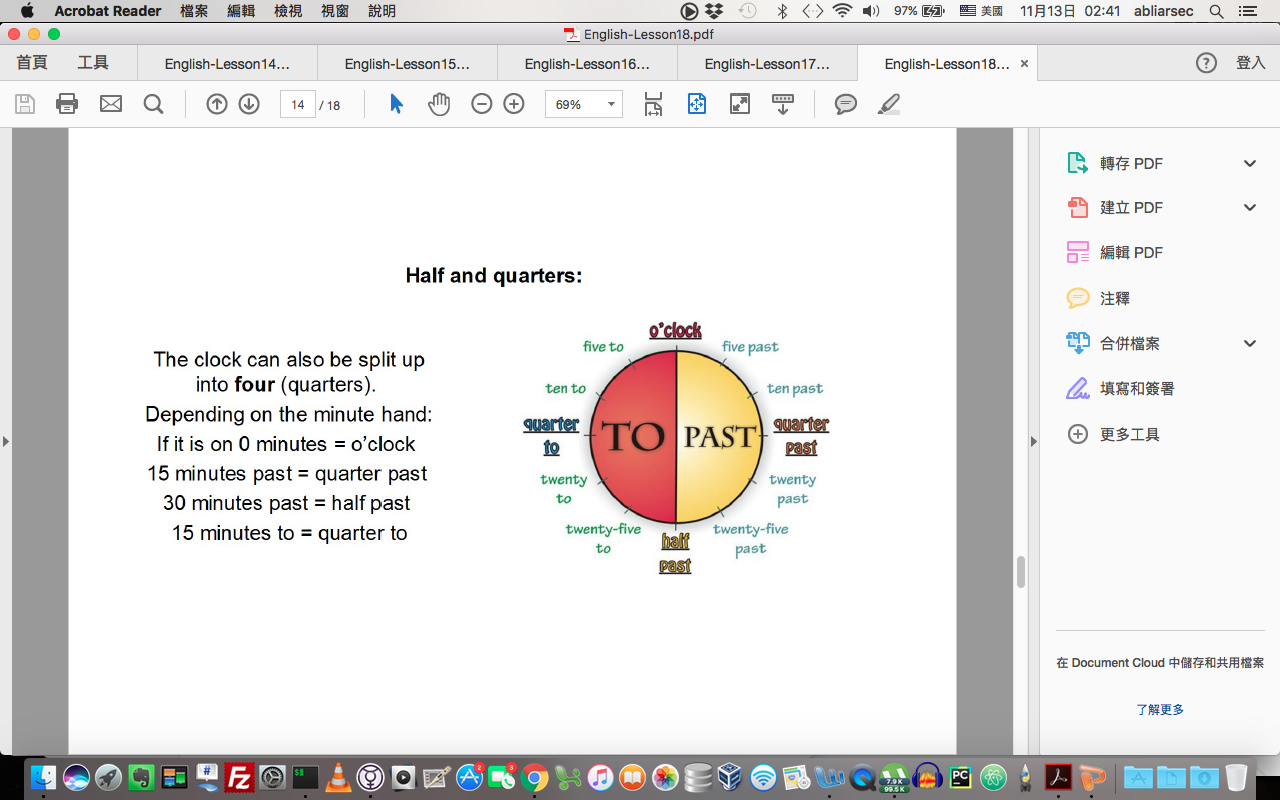 Acrobat Reader 檔案 編輯 檢視 視窗 說明 97% 美國 11月13日 02:41 abliarsec
English-Lesson18.pdf
首頁 工具 English-Lesson14... English-Lesson15... English-Lesson16... English-Lesson17... English-Lesson18... × ? 登入
14 / 18 69%
轉存 PDF
建立 PDF
編輯 PDF
注釋
合併檔案
填寫和簽署
更多工具
在 Document Cloud 中儲存和共用檔案
了解更多
Half and quarters:
The clock can also be split up
into four (quarters).
Depending on the minute hand:
If it is on 0 minutes = o'clock
15 minutes past = quarter past
30 minutes past = half past
15 minutes to = quarter to
o'clock
five to
five past
ten to
ten past
quarter
to
TO
PAST
quarter
past
twenty
to
twenty
past
twenty-five
to
twenty-five
past
half
past
2
3
7.9 K
99.5 K
PC